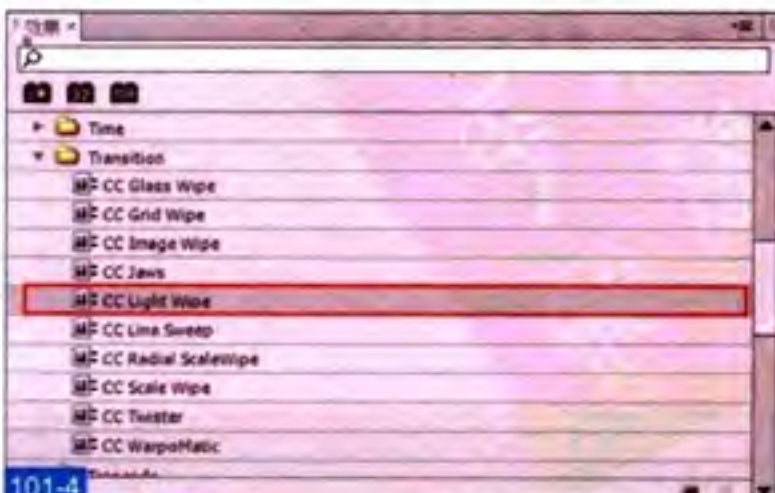 效果 ×
Time
Transition
CC Glass Wipe
CC Grid Wipe
CC Image Wipe
CC Jaws
CC Light Wipe
CC Line Sweep
CC Radial ScaleWipe
CC Scale Wipe
CC Twister
CC WarpoMatic
101-4